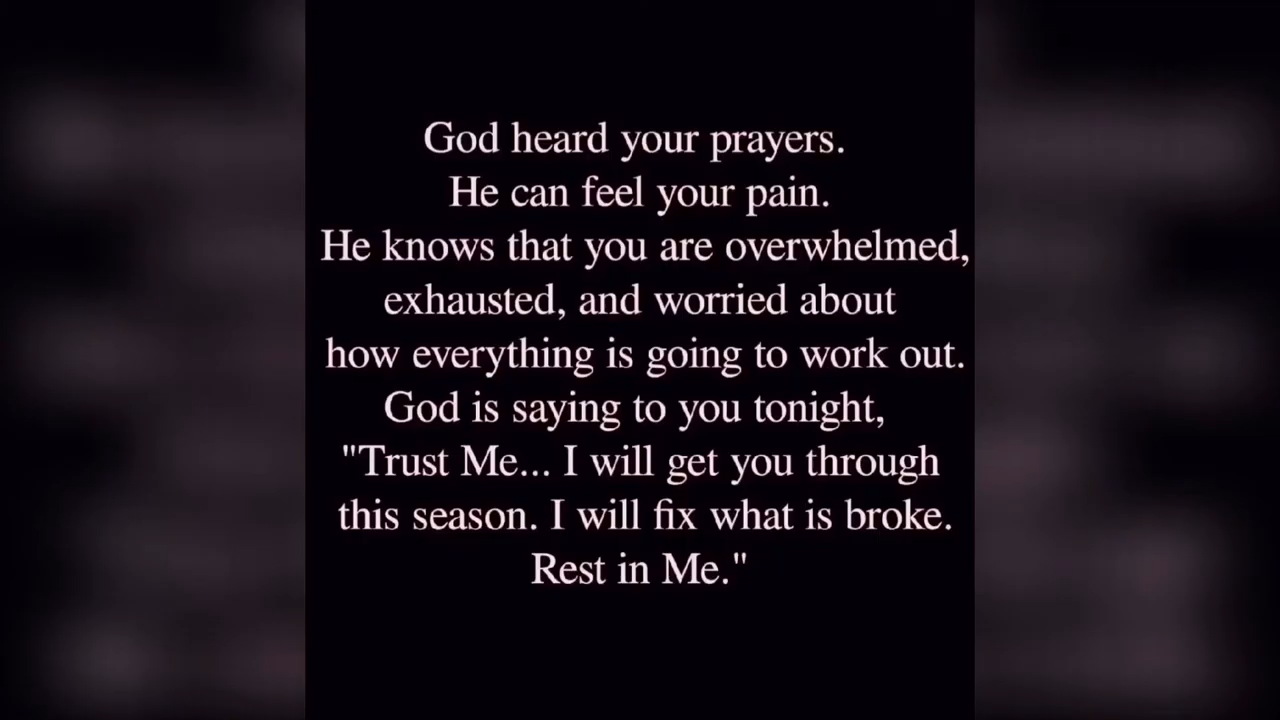 God heard your prayers.
He can feel your pain.
He knows that you are overwhelmed,
exhausted, and worried about
how everything is going to work out.
God is saying to you tonight,
"Trust Me... I will get you through
this season. I will fix what is broke.
Rest in Me."